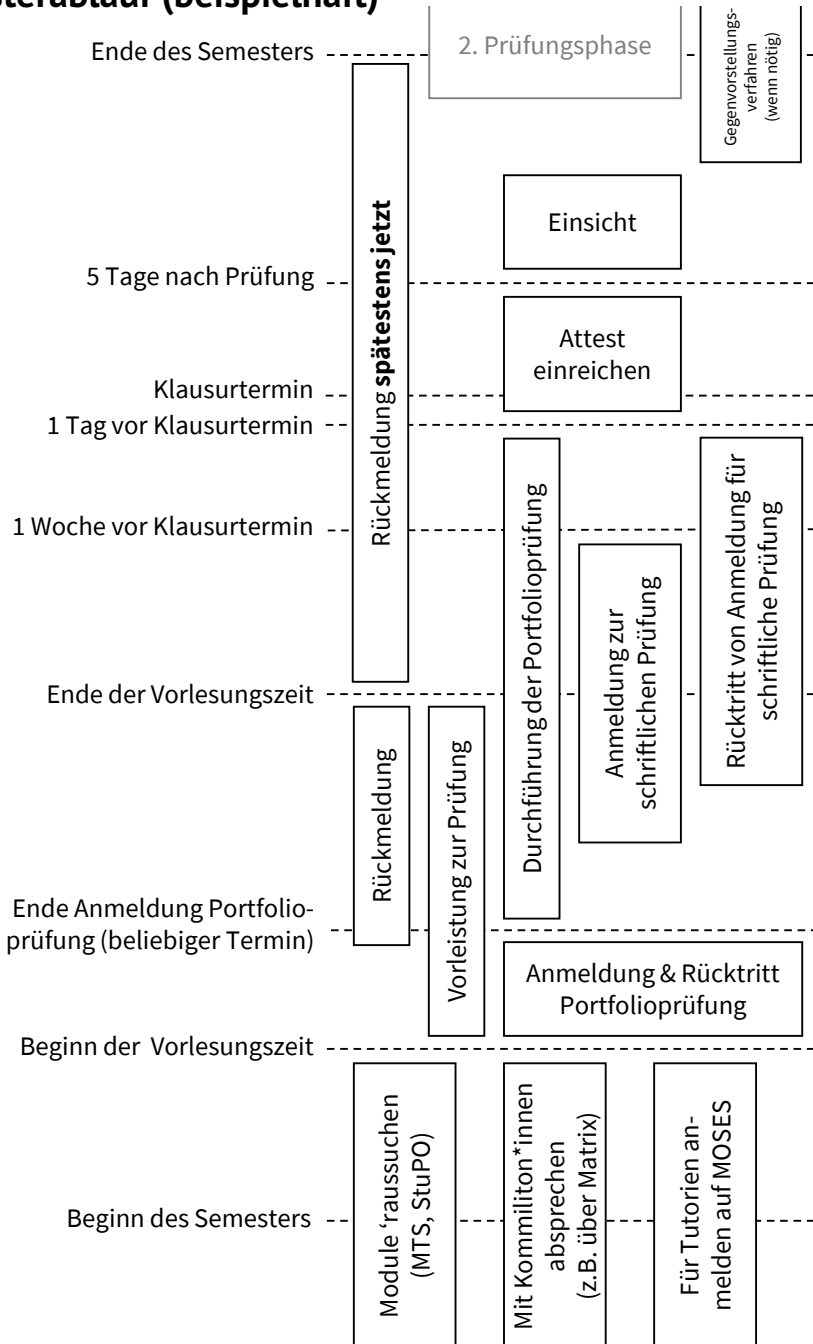 Ende des Semesters
2. Prüfungsphase
Gegenvorstellungs-
verfahren
(wenn nötig)
Einsicht
5 Tage nach Prüfung
Attest
einreichen
Klausurtermin
1 Tag vor Klausurtermin
Rückmeldung spätestens jetzt
1 Woche vor Klausurtermin
Durchführung der Portfolioprüfung
Anmeldung zur
schriftlichen Prüfung
Rücktritt von Anmeldung für
schriftliche Prüfung
Ende der Vorlesungszeit
Rückmeldung
Vorleistung zur Prüfung
Ende Anmeldung Portfolio-
prüfung (beliebiger Termin)
Anmeldung & Rücktritt
Portfolioprüfung
Beginn der Vorlesungszeit
Module ‘raussuchen
(MTS, StuPO)
Mit Kommiliton*innen
absprechen
(z.B. über Matrix)
Für Tutorien an-
melden auf MOSES
Beginn des Semesters